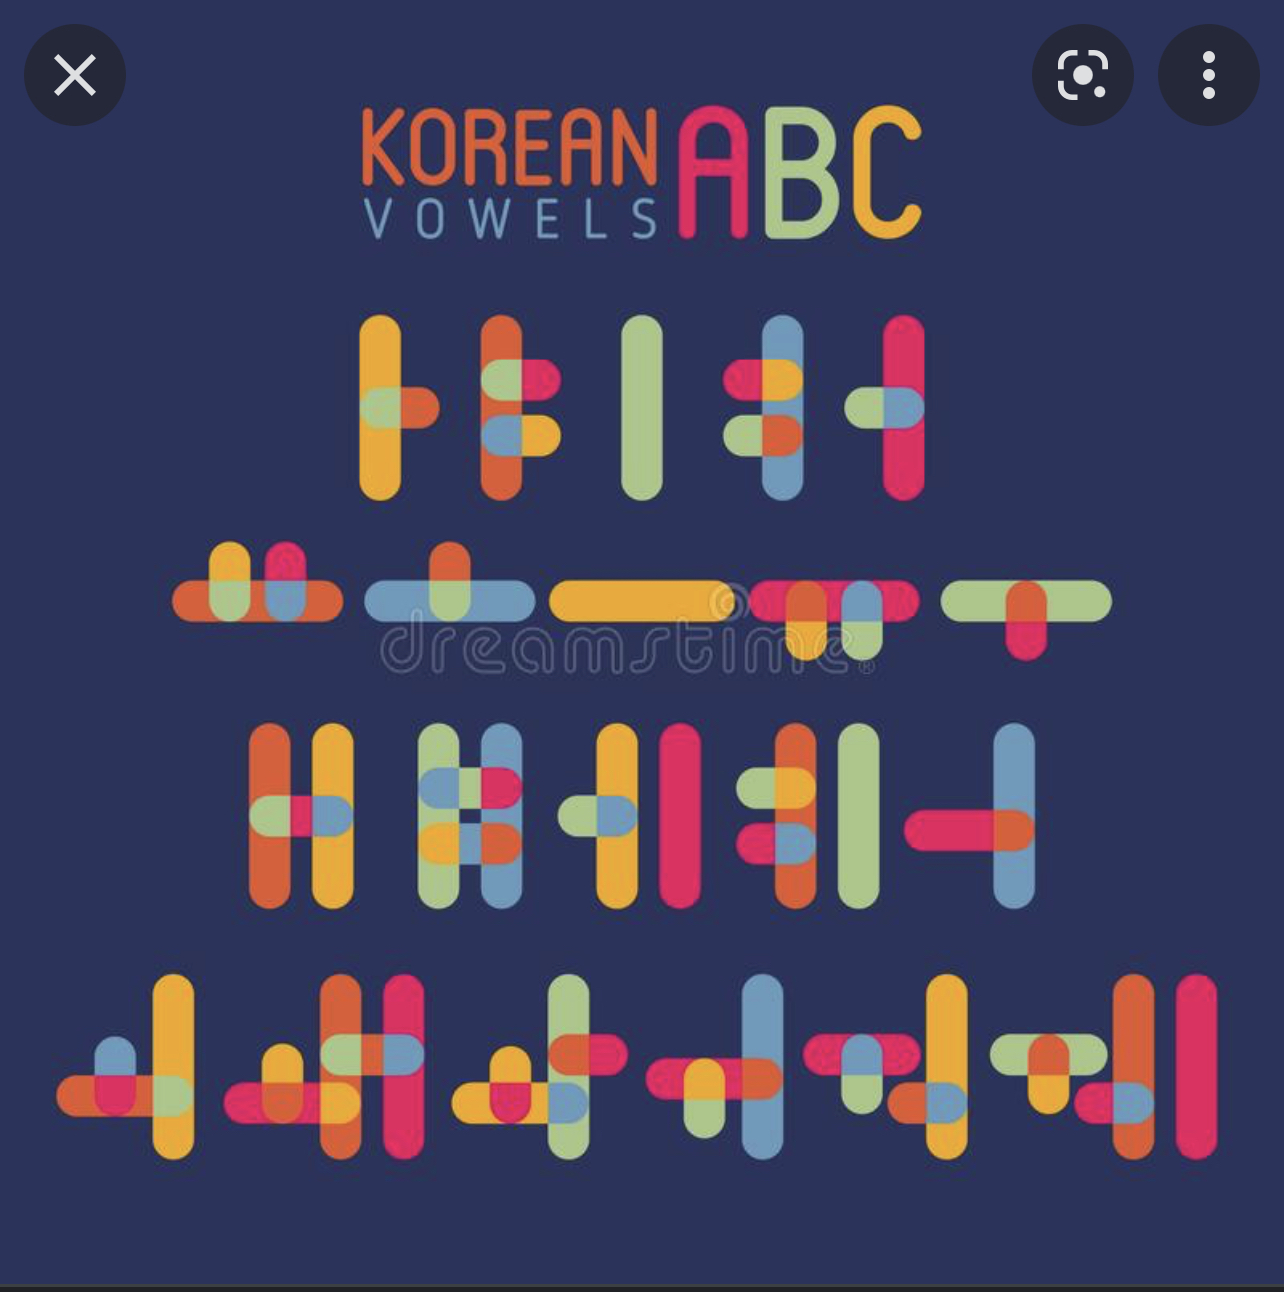 KOREAN ABC
VOWELS
ㅏ ㅑ ㅣ ㅕ ㅓ
ㅛ ㅗ ㅡ ㅠ ㅜ
dreamstime®
ㅐ ㅒ ㅔ ㅖ ㅢ
ㅚ ㅙ ㅘ ㅟ ㅝ ㅞ